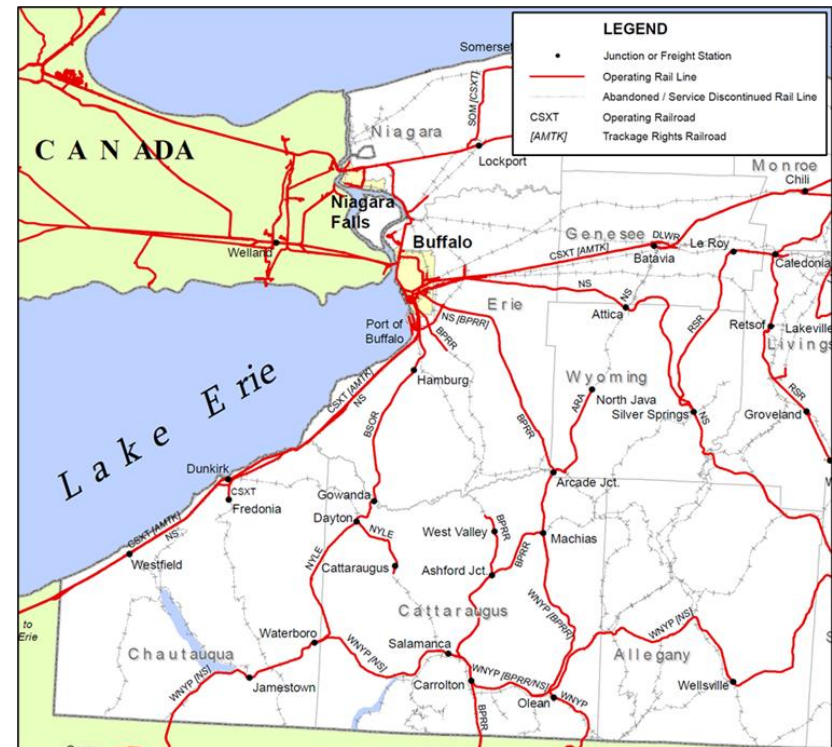 LEGEND
Junction or Freight Station
Operating Rail Line
Abandoned / Service Discontinued Rail Line
CSXT Operating Railroad
[AMTK] Trackage Rights Railroad
Somerset
SOM [CSXT]
Niagara
Lockport
CANADA
Monroe
Chili
Niagara
Falls
Genesee
DLWR
Le Roy
Buffalo
Batavia
Caledonia
Welland
CSXT [AMTK]
Erie
NS
NS
Attica
RSR
Retsof
Lakeville
Livings
Port of
Buffalo
NS [BPRR]
BPRR
Hamburg
Wyoming
CSXT [AMTK]
NS
Lake Erie
BSOR
BPRR
ARA
North Java
Silver Springs
NS
RSR
Groveland
Dunkirk
CSXT
Fredonia
Gowanda
Arcade Jct.
Dayton
NYLE
West Valley
BPRR
Machias
CSXT [AMTK]
NS
Westfield
NYLE
Cattaraugus
Ashford Jct.
BPRR
Cattaraugus
WNYP [BPRR]
to
Erie
Waterboro
WNYP [NS]
Salamanca
WNYP [NS]
Chautauqua
Allegany
WNYP [NS]
Jamestown
Carrolton
WNYP [BPRR/NS]
Olean
WNYP
Wellsville
BPRR